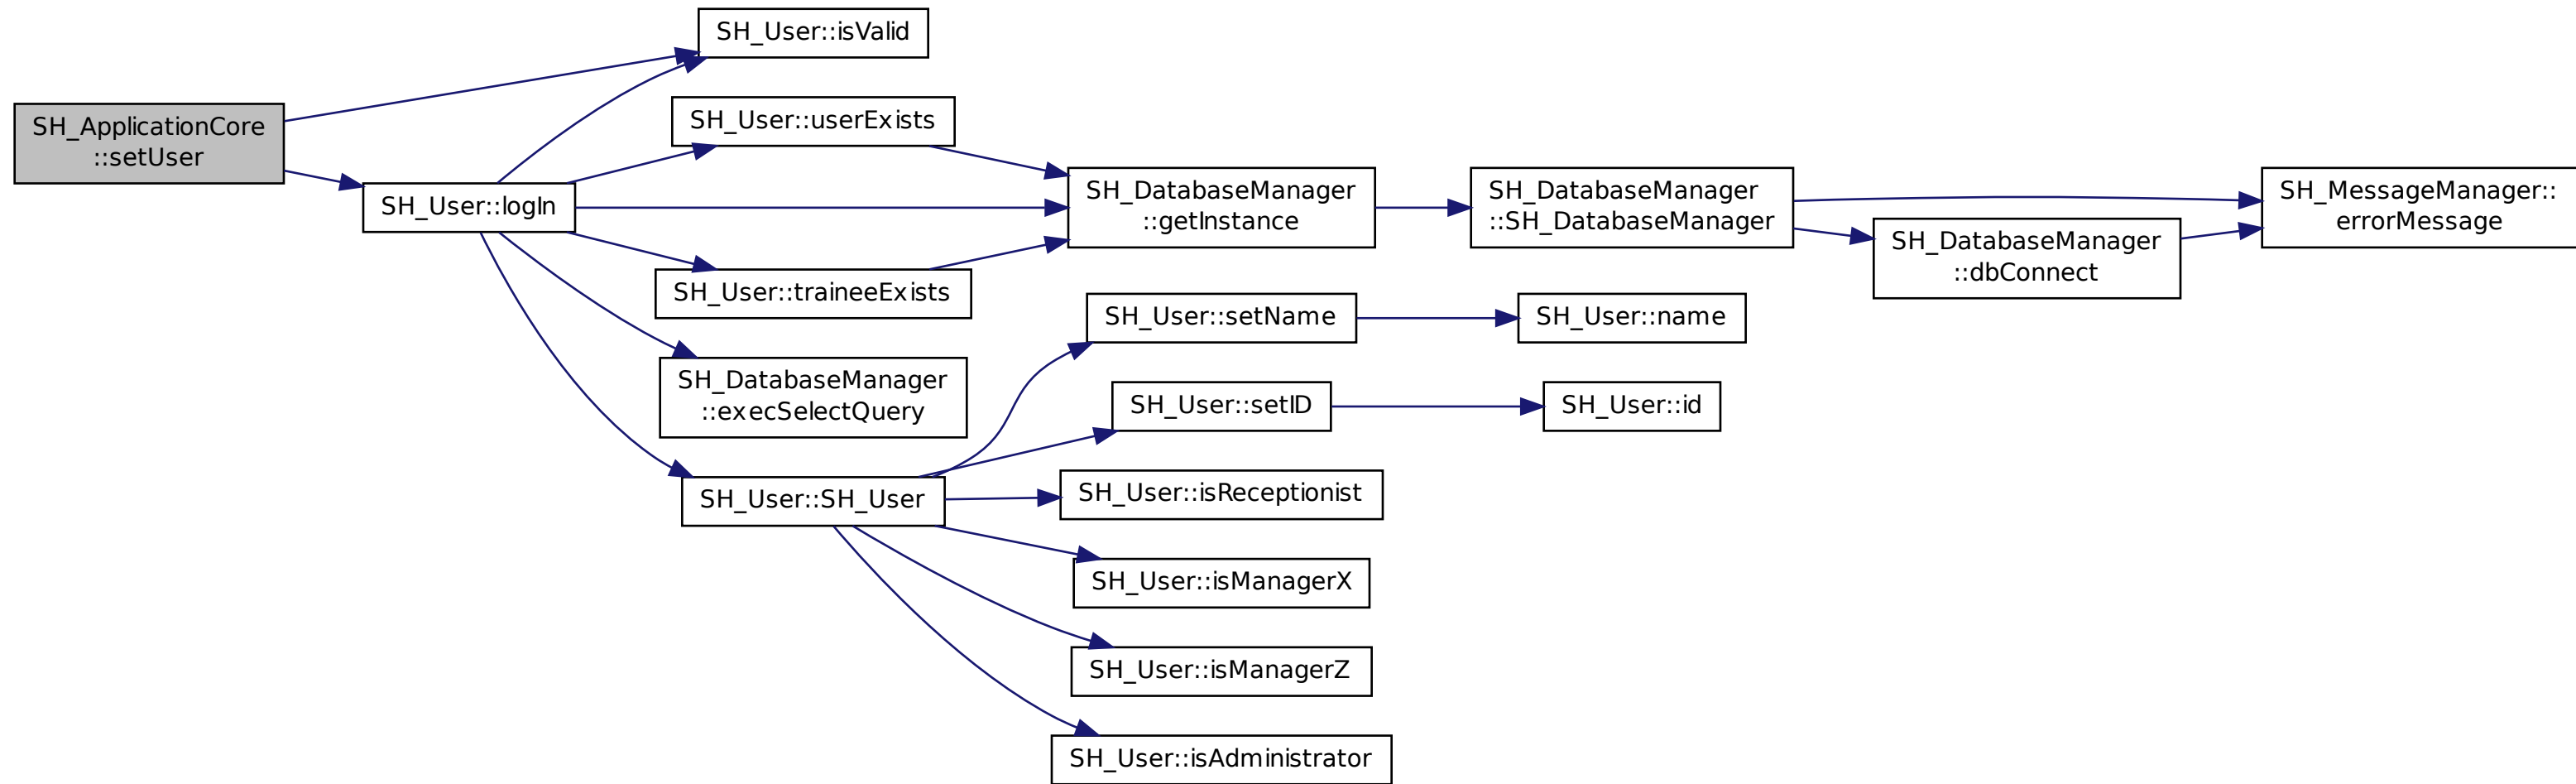 SH_ApplicationCore
::setUser
SH_User::isValid
SH_User::logIn
SH_User::userExists
SH_User::traineeExists
SH_DatabaseManager
::execSelectQuery
SH_User::SH_User
SH_DatabaseManager
::getInstance
SH_User::setName
SH_User::setID
SH_User::isReceptionist
SH_User::isManagerX
SH_User::isManagerZ
SH_User::isAdministrator
SH_DatabaseManager
::SH_DatabaseManager
SH_User::name
SH_User::id
SH_DatabaseManager
::dbConnect
SH_MessageManager::
errorMessage